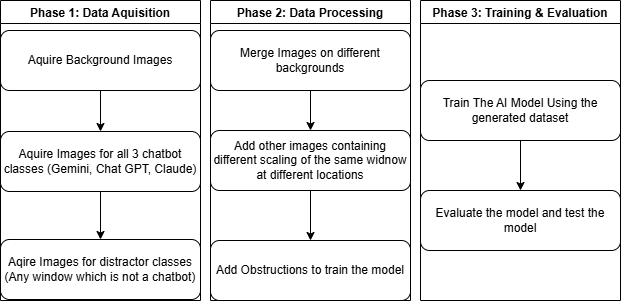 Phase 1: Data Aquisition
Aquire Background Images
Aquire Images for all 3 chatbot
classes (Gemini, Chat GPT, Claude)
Aqire Images for distractor classes
(Any window which is not a chatbot)
Phase 2: Data Processing
Merge Images on different
backgrounds
Add other images containing
different scaling of the same widnow
at different locations
Add Obstructions to train the model
Phase 3: Training & Evaluation
Train The AI Model Using the
generated dataset
Evaluate the model and test the
model